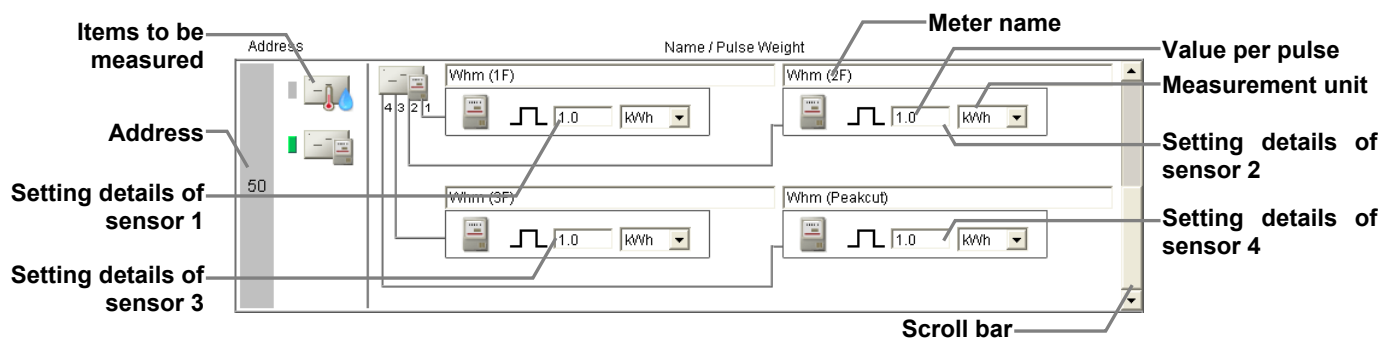 Items to be
measured
Address
Name / Pulse Weight
Meter name
Value per pulse
Measurement unit
Whm (1F)
Whm (2F)
4 3 2 1
1.0
kWh
1.0
kWh
Address
Setting details of
sensor 2
50
Setting details of
sensor 1
Whm (3F)
Whm (Peakcut)
1.0
kWh
1.0
kWh
Setting details of
sensor 4
Setting details of
sensor 3
Scroll bar